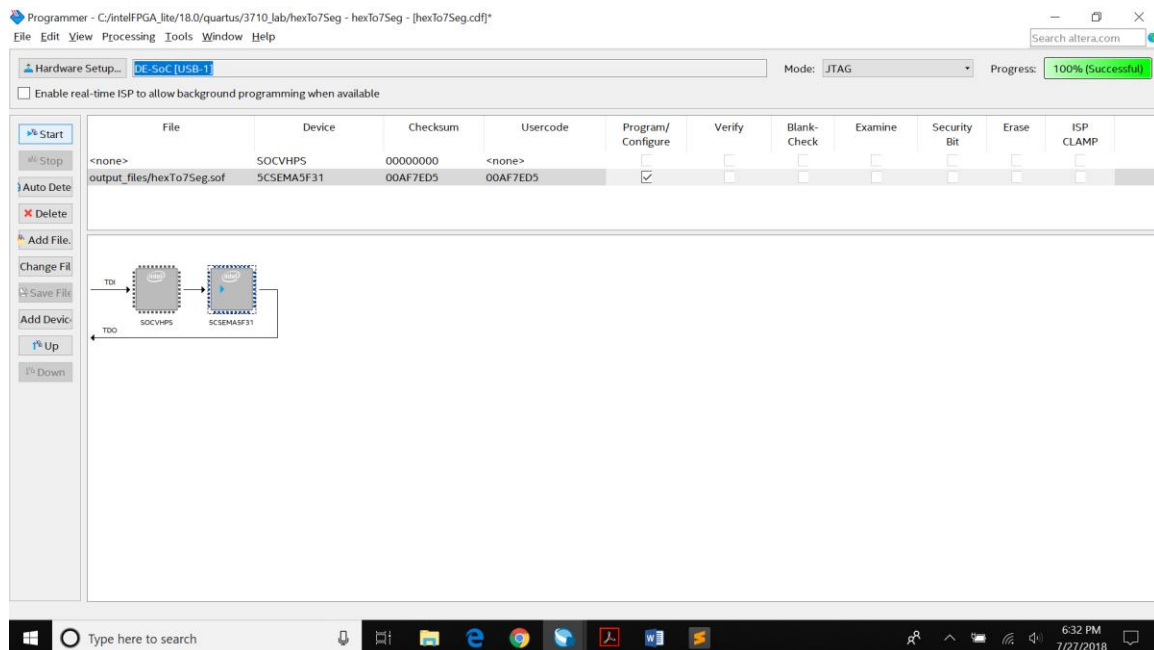 Programmer - C:/intelFPGA_lite/18.0/quartus/3710_lab/hexTo7Seg - hexTo7Seg - [hexTo7Seg.cdf]*
File Edit View Processing Tools Window Help
Search altera.com
Hardware Setup... DE-SoC [USB-1] Mode: JTAG Progress: 100% (Successful)
Enable real-time ISP to allow background programming when available
Start
Stop
Auto Dete
Delete
Add File.
Change Fil
Save File
Add Devic
Up
Down
File Device Checksum Usercode Program/ Configure Verify Blank- Check Examine Security Bit Erase ISP CLAMP
<none> SOCVHPS 00000000 <none>
output_files/hexTo7Seg.sof 5CSEMA5F31 00AF7ED5 00AF7ED5
TDI
intel intel
SOCVHPS 5CSEMA5F31
TDO
Type here to search
6:32 PM
7/27/2018